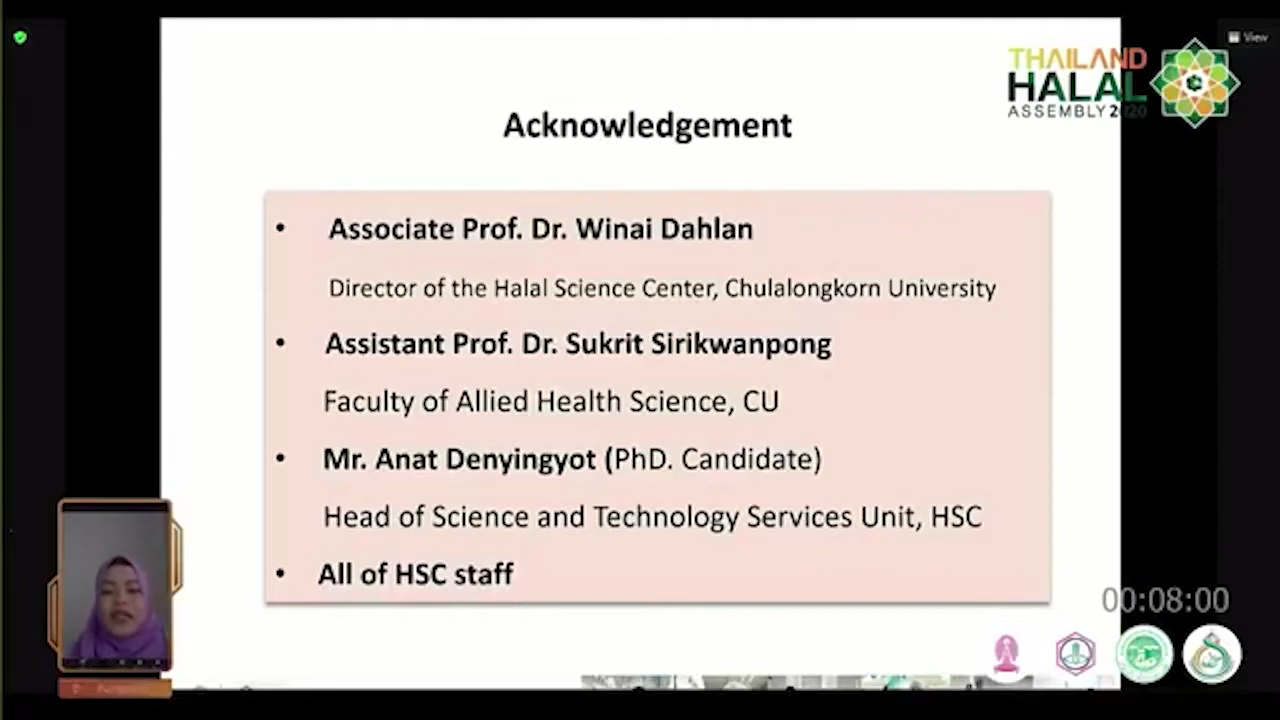 View
THAILAND
HALAL
ASSEMBLY 2020
Acknowledgement
• Associate Prof. Dr. Winai Dahlan
Director of the Halal Science Center, Chulalongkorn University
• Assistant Prof. Dr. Sukrit Sirikwanpong
Faculty of Allied Health Science, CU
• Mr. Anat Denyingyot (PhD. Candidate)
Head of Science and Technology Services Unit, HSC
• All of HSC staff
00:08:00